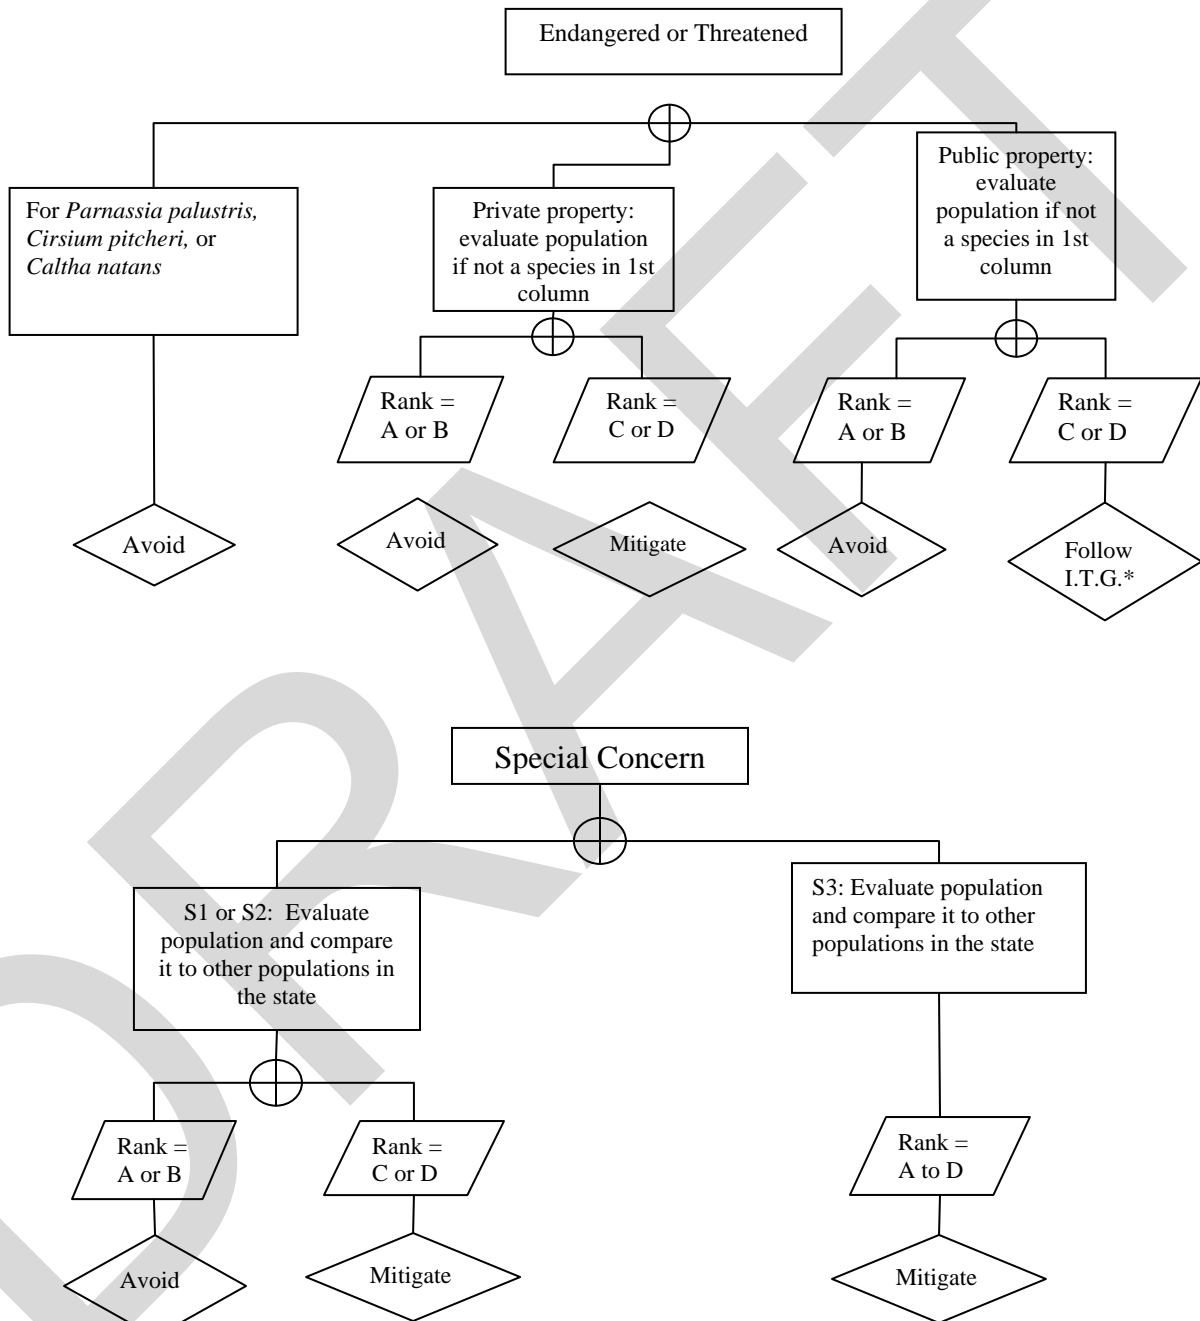 Endangered or Threatened
For Parnassia palustris,
Cirsium pitcheri, or
Caltha natans
Private property:
evaluate population
if not a species in 1st
column
Public property:
evaluate
population if not
a species in 1st
column
Rank =
A or B
Rank =
C or D
Rank =
A or B
Rank =
C or D
Avoid
Avoid
Mitigate
Avoid
Follow
I.T.G.*
Special Concern
S1 or S2:  Evaluate
population and compare
it to other populations in
the state
S3: Evaluate population
and compare it to other
populations in the state
Rank =
A or B
Rank =
C or D
Rank =
A to D
Avoid
Mitigate
Mitigate
DRAFT